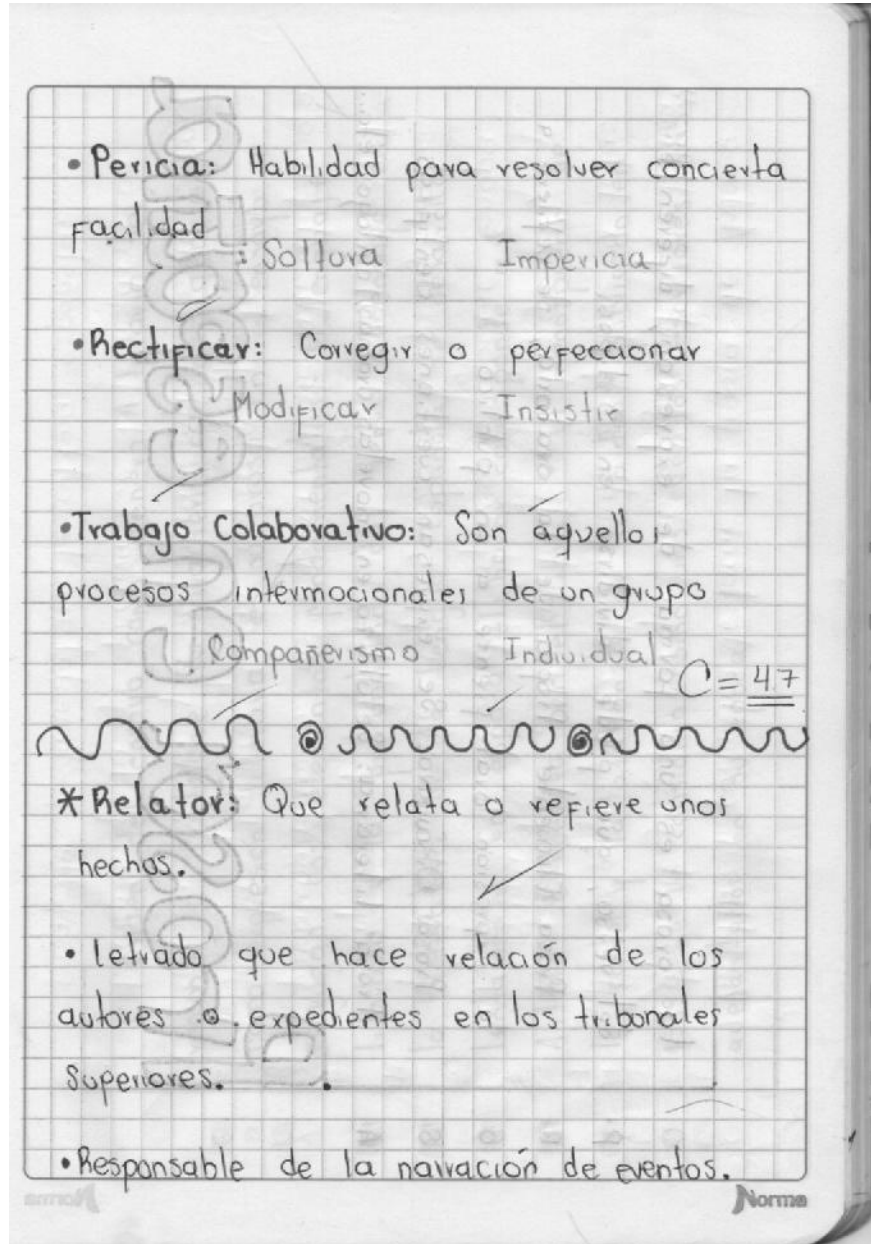 • Pericia: Habilidad para resolver concierta
Facilidad
: Soltura Impericia
• Rectificar: Corregir o perfeccionar
Modificar Insistir
• Trabajo Colaborativo: Son aquellos
procesos intermocionales de un grupo
Compañerismo Individual
C = 47
* Relator: Que relata o refiere unos
hechos.
• letrado que hace relación de los
autores o expedientes en los tribonales
Superiores.
• Responsable de la narración de eventos.
Norma